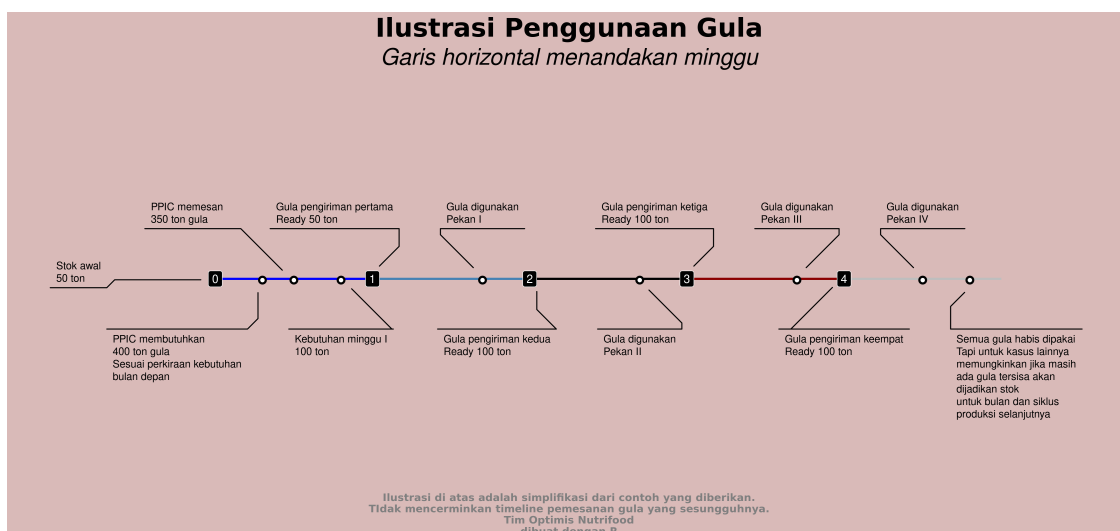 Ilustrasi Penggunaan Gula
Garis horizontal menandakan minggu
PPIC memesan
350 ton gula
Gula pengiriman pertama
Ready 50 ton
Gula digunakan
Pekan I
Gula pengiriman ketiga
Ready 100 ton
Gula digunakan
Pekan III
Gula digunakan
Pekan IV
Stok awal
50 ton
0
1
2
3
4
PPIC membutuhkan
400 ton gula
Sesuai perkiraan kebutuhan
bulan depan
Kebutuhan minggu I
100 ton
Gula pengiriman kedua
Ready 100 ton
Gula digunakan
Pekan II
Gula pengiriman keempat
Ready 100 ton
Semua gula habis dipakai
Tapi untuk kasus lainnya
memungkinkan jika masih
ada gula tersisa akan
dijadikan stok
untuk bulan dan siklus
produksi selanjutnya
Ilustrasi di atas adalah simplifikasi dari contoh yang diberikan.
TIdak mencerminkan timeline pemesanan gula yang sesungguhnya.
Tim Optimis Nutrifood
dibuat dengan R